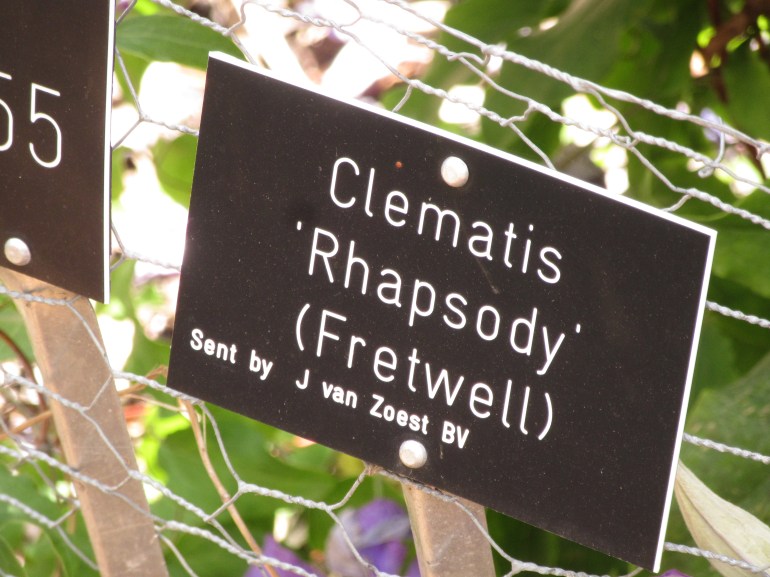 55
Clematis
'Rhapsody'
(Fretwell)
Sent by J van Zoest BV